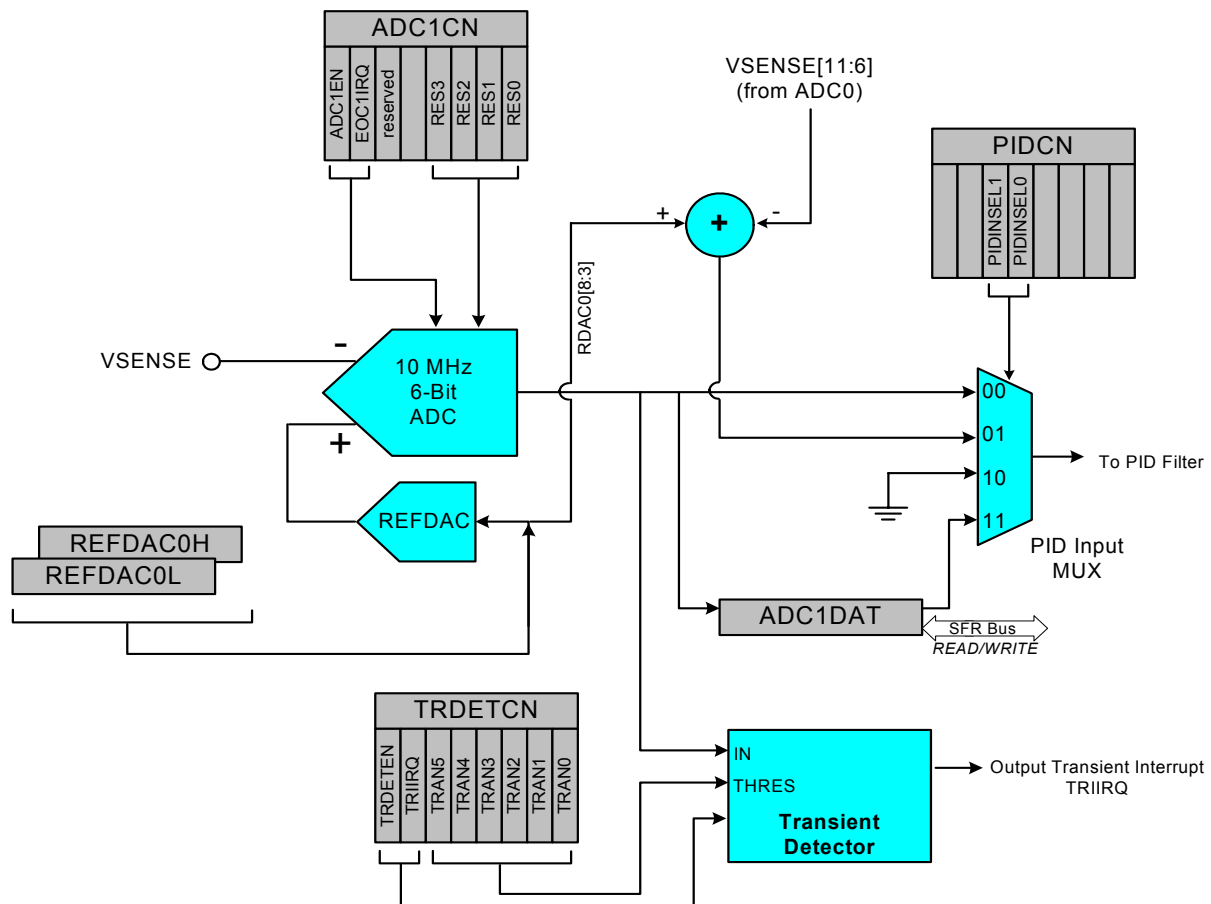 ADC1CN
ADC1EN
EOC1IRQ
reserved
RES3
RES2
RES1
RES0
VSENSE[11:6]
(from ADC0)
PIDCN
PIDINSEL1
PIDINSEL0
+
+
-
RDAC0[8:3]
VSENSE
-
10 MHz
6-Bit
ADC
+
00
01
10
11
To PID Filter
PID Input
MUX
REFDAC
REFDAC0H
REFDAC0L
ADC1DAT
SFR Bus
READ/WRITE
TRDETCN
TRDETEN
TRIIRQ
TRAN5
TRAN4
TRAN3
TRAN2
TRAN1
TRAN0
IN
THRES
Transient
Detector
Output Transient Interrupt
TRIIRQ